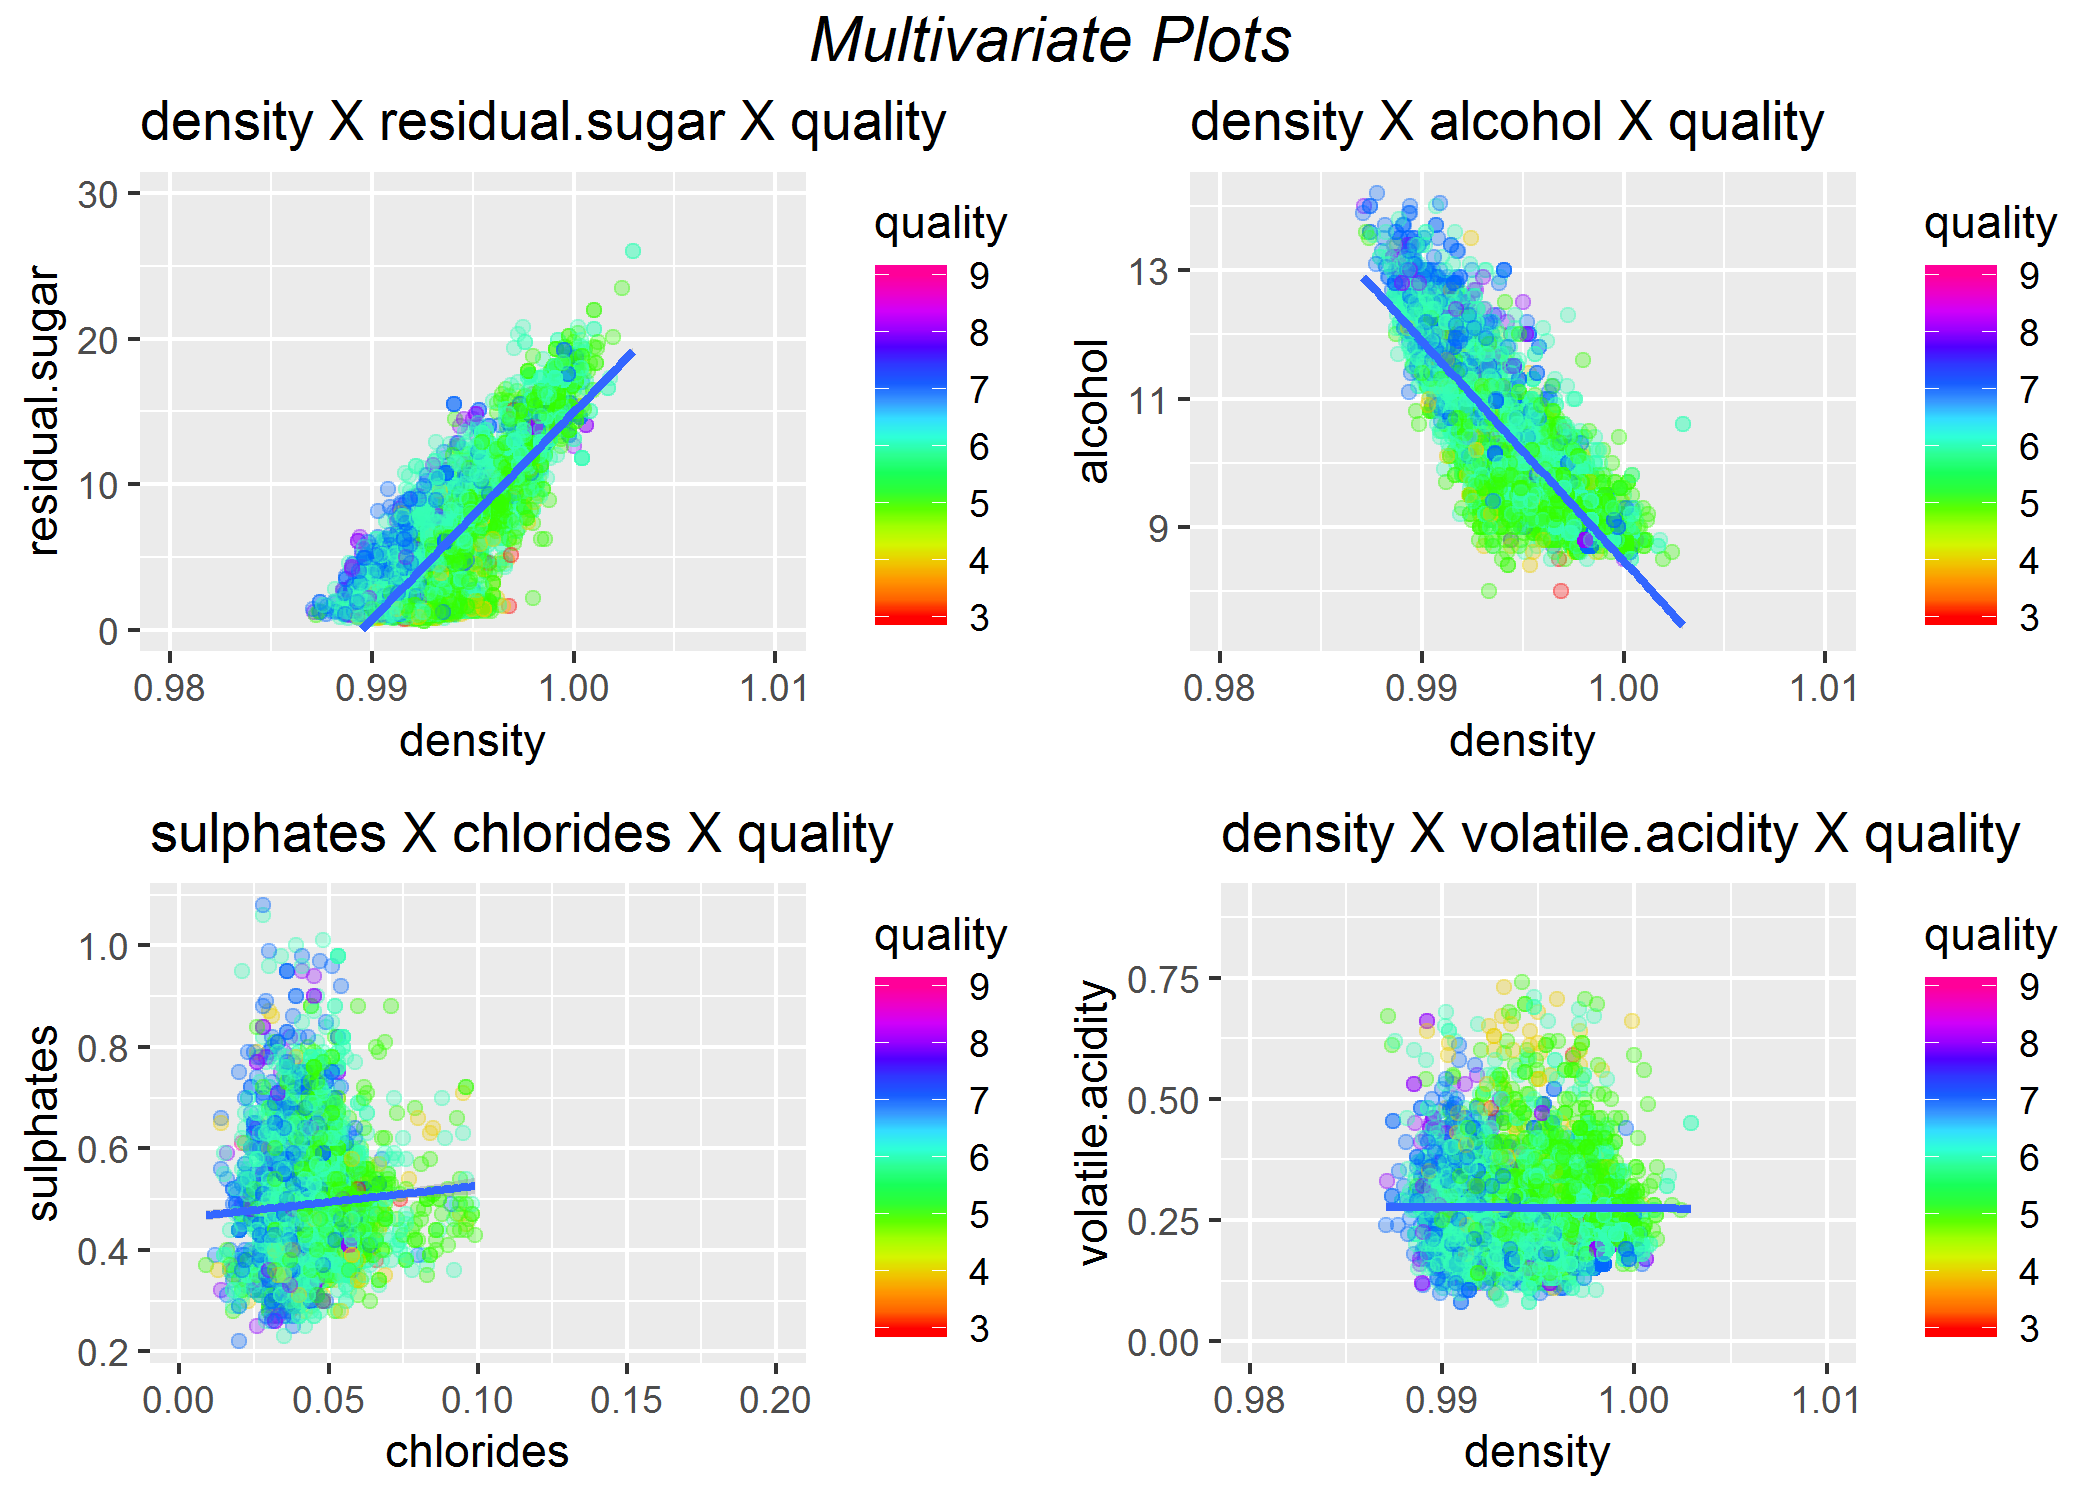 Multivariate Plots
density X residual.sugar X quality
30
20
10
0
residual.sugar
0.98 0.99 1.00 1.01
density
quality
9
8
7
6
5
4
3
density X alcohol X quality
13
11
9
alcohol
0.98 0.99 1.00 1.01
density
quality
9
8
7
6
5
4
3
sulphates X chlorides X quality
1.0
0.8
0.6
0.4
0.2
sulphates
0.00 0.05 0.10 0.15 0.20
chlorides
quality
9
8
7
6
5
4
3
density X volatile.acidity X quality
0.75
0.50
0.25
0.00
volatile.acidity
0.98 0.99 1.00 1.01
density
quality
9
8
7
6
5
4
3